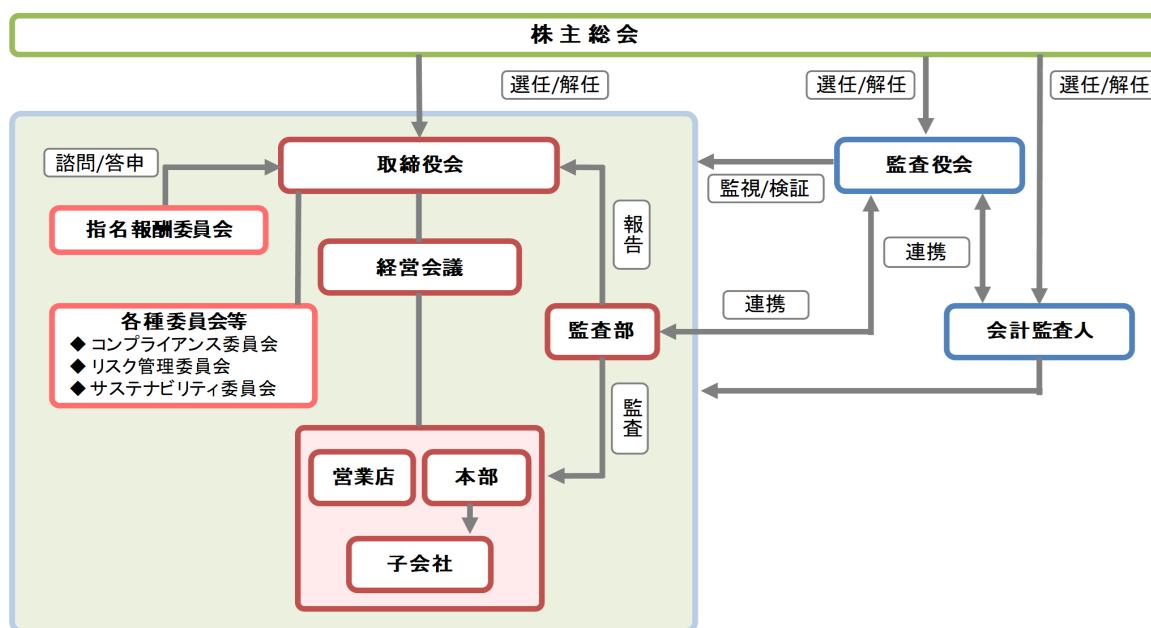 株主総会
選任/解任
選任/解任
選任/解任
取締役会
監査役会
諮問/答申
監視/検証
指名報酬委員会
報告
経営会議
連携
連携
各種委員会等
◆ コンプライアンス委員会
◆ リスク管理委員会
◆ サステナビリティ委員会
監査部
会計監査人
監査
営業店
本部
子会社